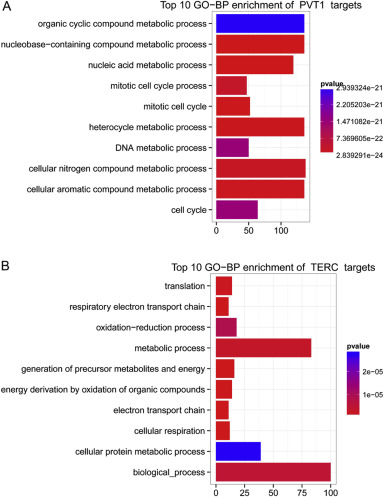 A
Top 10 GO-BP enrichment of PVT1 targets
organic cyclic compound metabolic process
nucleobase-containing compound metabolic process
nucleic acid metabolic process
mitotic cell cycle process
mitotic cell cycle
heterocycle metabolic process
DNA metabolic process
cellular nitrogen compound metabolic process
cellular aromatic compound metabolic process
cell cycle
0 50 100
pvalue
2.939324e-21
2.205203e-21
1.471082e-21
7.369605e-22
2.839291e-24
B
Top 10 GO-BP enrichment of TERC targets
translation
respiratory electron transport chain
oxidation-reduction process
metabolic process
generation of precursor metabolites and energy
energy derivation by oxidation of organic compounds
electron transport chain
cellular respiration
cellular protein metabolic process
biological_process
0 25 50 75 100
pvalue
2e-05
1e-05